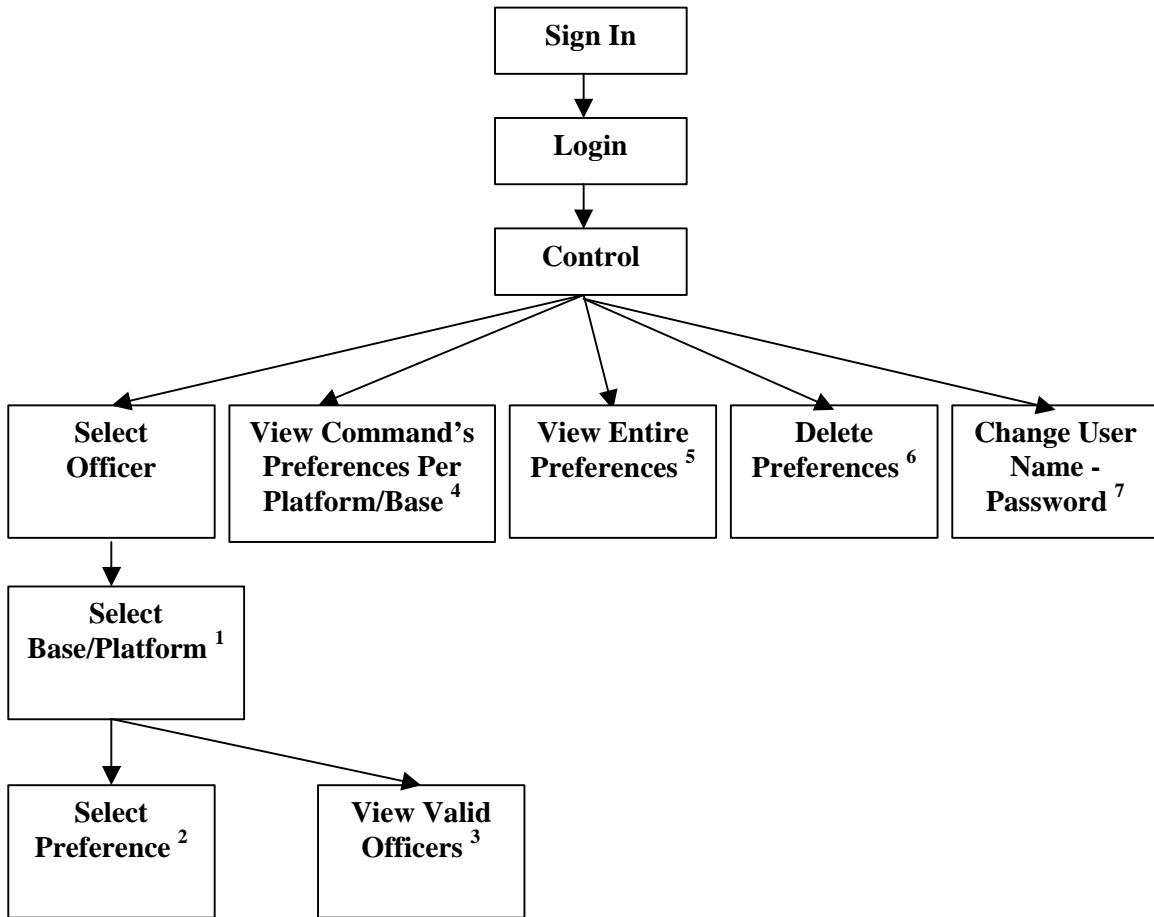 Sign In
Login
Control
Select
Officer
View Command’s
Preferences Per
Platform/Base 4
View Entire
Preferences 5
Delete
Preferences 6
Change User
Name -
Password 7
Select
Base/Platform 1
Select
Preference 2
View Valid
Officers 3